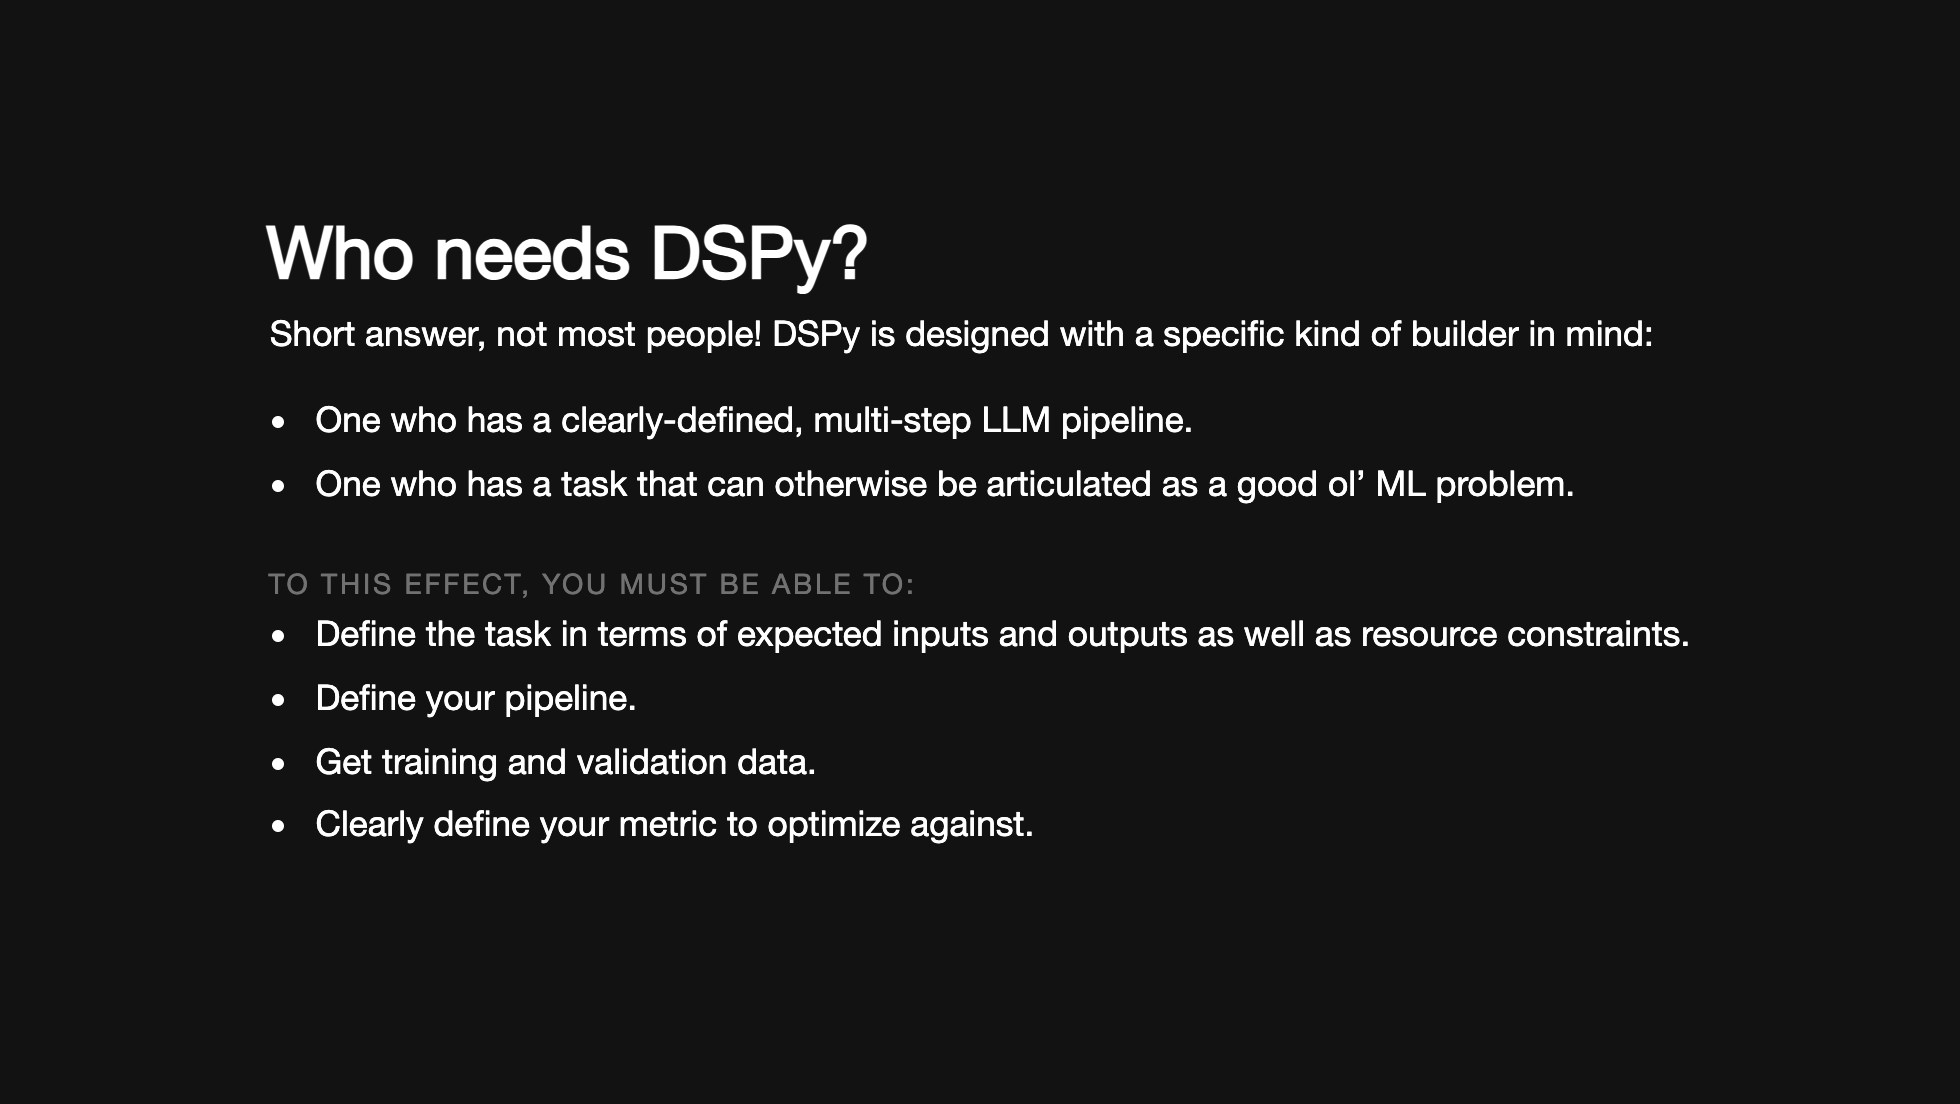 Who needs DSPy?
Short answer, not most people! DSPy is designed with a specific kind of builder in mind:
• One who has a clearly-defined, multi-step LLM pipeline.
• One who has a task that can otherwise be articulated as a good ol’ ML problem.
TO THIS EFFECT, YOU MUST BE ABLE TO:
• Define the task in terms of expected inputs and outputs as well as resource constraints.
• Define your pipeline.
• Get training and validation data.
• Clearly define your metric to optimize against.